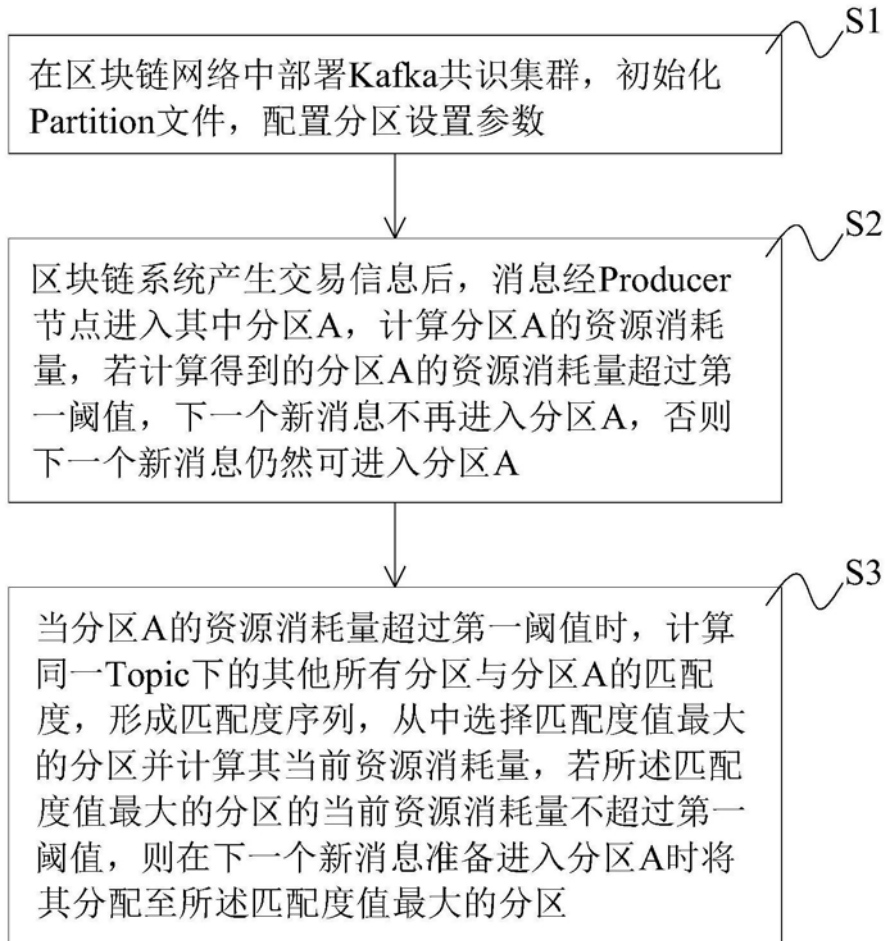 S1
在区块链网络中部署Kafka共识集群，初始化
Partition文件，配置分区设置参数
S2
区块链系统产生交易信息后，消息经Producer
节点进入其中分区A，计算分区A的资源消耗
量，若计算得到的分区A的资源消耗量超过第
一阈值，下一个新消息不再进入分区A，否则
下一个新消息仍然可进入分区A
S3
当分区A的资源消耗量超过第一阈值时，计算
同一Topic下的其他所有分区与分区A的匹配
度，形成匹配度序列，从中选择匹配度值最大
的分区并计算其当前资源消耗量，若所述匹配
度值最大的分区的当前资源消耗量不超过第一
阈值，则在下一个新消息准备进入分区A时将
其分配至所述匹配度值最大的分区